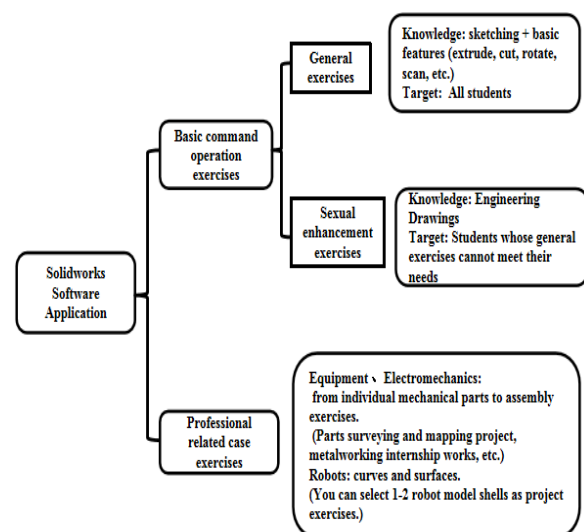 Solidworks
Software
Application
Basic command
operation
exercises
General
exercises
Knowledge: sketching + basic
features (extrude, cut, rotate,
scan, etc.)
Target: All students
Sexual
enhancement
exercises
Knowledge: Engineering
Drawings
Target: Students whose general
exercises cannot meet their
needs
Professional
related case
exercises
Equipment、Electromechanics:
from individual mechanical parts to assembly
exercises.
(Parts surveying and mapping project,
metalworking internship works, etc.)
Robots: curves and surfaces.
(You can select 1-2 robot model shells as project
exercises.)